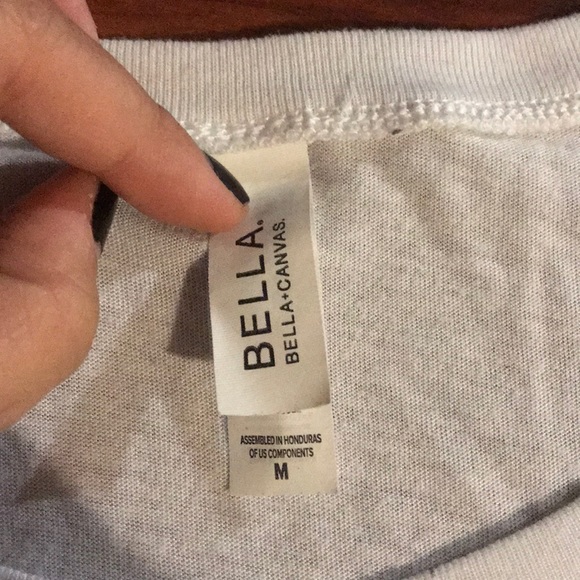 BELLA.
BELLA+CANVAS.
ASSEMBLED IN HONDURAS
OF US COMPONENTS
M